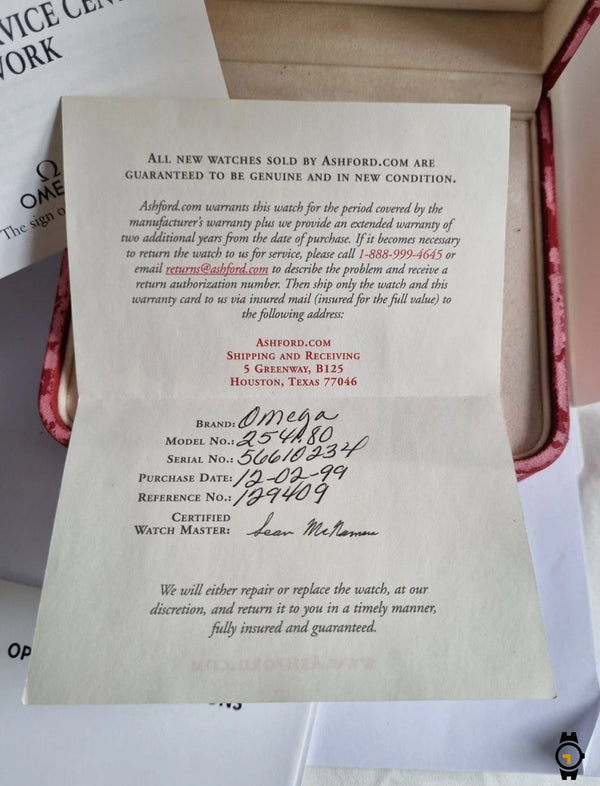 VICE CEN
WORK
Ω
OME
The sign o
ALL NEW WATCHES SOLD BY ASHFORD.COM ARE
GUARANTEED TO BE GENUINE AND IN NEW CONDITION.
Ashford.com warrants this watch for the period covered by the
manufacturer's warranty plus we provide an extended warranty of
two additional years from the date of purchase. If it becomes necessary
to return the watch to us for service, please call 1-888-999-4645 or
email returns@ashford.com to describe the problem and receive a
return authorization number. Then ship only the watch and this
warranty card to us via insured mail (insured for the full value) to
the following address:
ASHFORD.COM
SHIPPING AND RECEIVING
5 GREENWAY, B125
HOUSTON, TEXAS 77046
BRAND: Omega
MODEL NO.: 2541.80
SERIAL NO.: 56610234
PURCHASE DATE: 12-02-99
REFERENCE NO.: 129409
CERTIFIED
WATCH MASTER: Sean McNamara
We will either repair or replace the watch, at our
discretion, and return it to you in a timely manner,
fully insured and guaranteed.
WWW.ASHFORD.COM
OP
NS